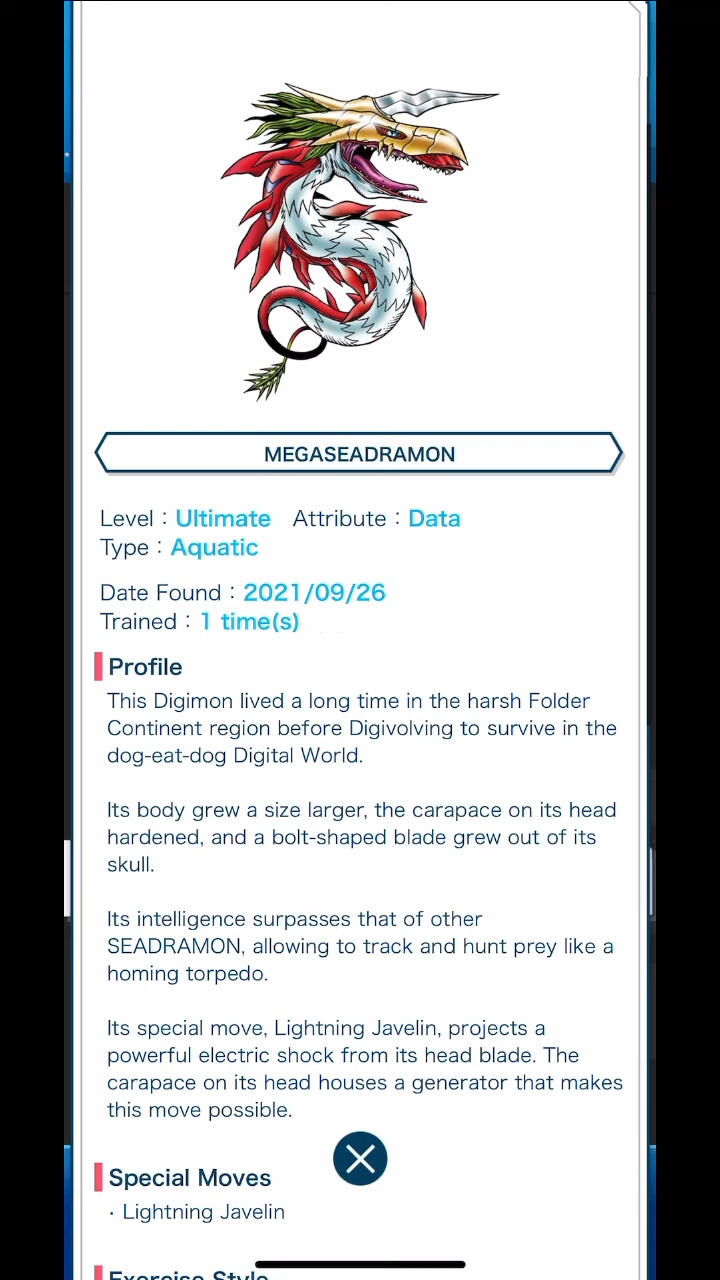 MEGASEADRAMON
Level : Ultimate Attribute : Data
Type : Aquatic
Date Found : 2021/09/26
Trained : 1 time(s)
Profile
This Digimon lived a long time in the harsh Folder
Continent region before Digivolving to survive in the
dog-eat-dog Digital World.
Its body grew a size larger, the carapace on its head
hardened, and a bolt-shaped blade grew out of its
skull.
Its intelligence surpasses that of other
SEADRAMON, allowing to track and hunt prey like a
homing torpedo.
Its special move, Lightning Javelin, projects a
powerful electric shock from its head blade. The
carapace on its head houses a generator that makes
this move possible.
Special Moves
· Lightning Javelin
Exercise Style